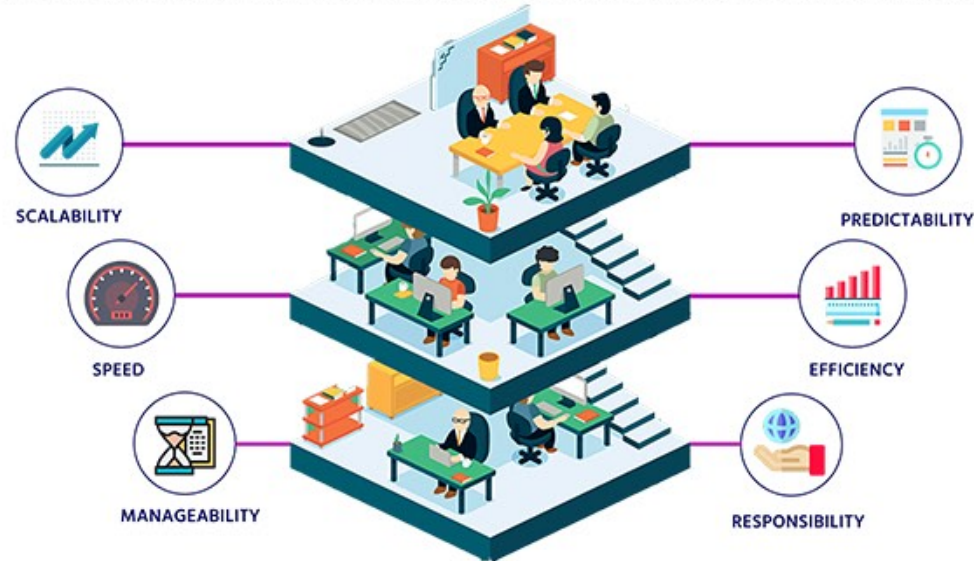 SCALABILITY
PREDICTABILITY
SPEED
EFFICIENCY
MANAGEABILITY
RESPONSIBILITY